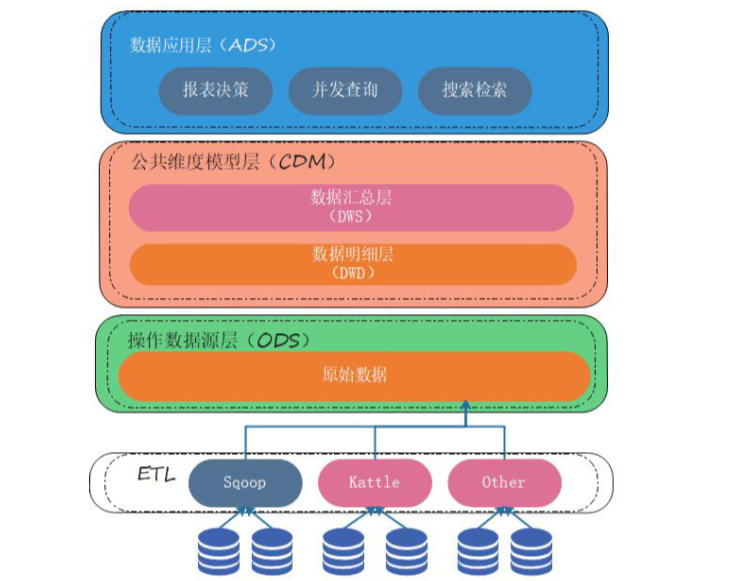 数据应用层（ADS）
报表决策 并发查询 搜索检索
公共维度模型层（CDM）
数据汇总层
（DWS）
数据明细层
（DWD）
操作数据源层（ODS）
原始数据
ETL Sqoop Kattle Other